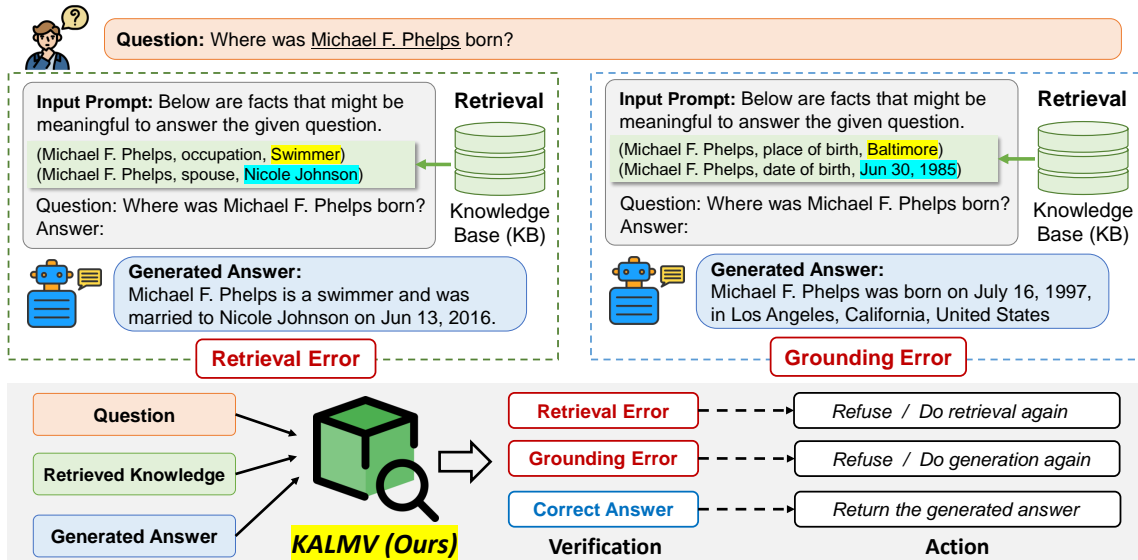 Question: Where was Michael F. Phelps born?
Input Prompt: Below are facts that might be
meaningful to answer the given question.
(Michael F. Phelps, occupation, Swimmer)
(Michael F. Phelps, spouse, Nicole Johnson)
Question: Where was Michael F. Phelps born?
Answer:
Retrieval
Knowledge
Base (KB)
Generated Answer:
Michael F. Phelps is a swimmer and was
married to Nicole Johnson on Jun 13, 2016.
Retrieval Error
Input Prompt: Below are facts that might be
meaningful to answer the given question.
(Michael F. Phelps, place of birth, Baltimore)
(Michael F. Phelps, date of birth, Jun 30, 1985)
Question: Where was Michael F. Phelps born?
Answer:
Retrieval
Knowledge
Base (KB)
Generated Answer:
Michael F. Phelps was born on July 16, 1997,
in Los Angeles, California, United States
Grounding Error
Question
Retrieved Knowledge
Generated Answer
KALMV (Ours)
Retrieval Error
Grounding Error
Correct Answer
Verification
Refuse / Do retrieval again
Refuse / Do generation again
Return the generated answer
Action